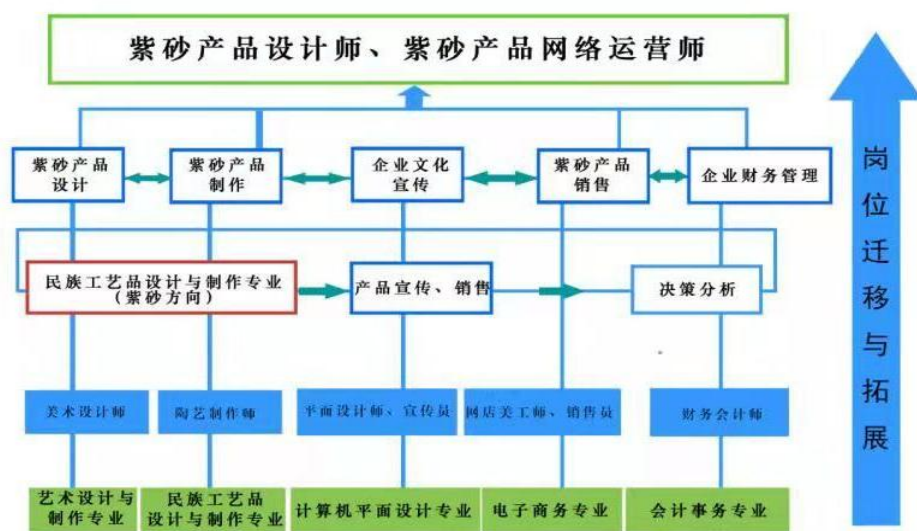 紫砂产品设计师、紫砂产品网络运营师
紫砂产品
设计
紫砂产品
制作
企业文化
宣传
紫砂产品
销售
企业财务管理
民族工艺品设计与制作专业
(紫砂方向)
产品宣传、销售
决策分析
美术设计师
陶艺制作师
平面设计师、宣传员
网店美工师、销售员
财务会计师
艺术设计与
制作专业
民族工艺品
设计与制作专业
计算机平面设计专业
电子商务专业
会计事务专业
岗位迁移与拓展